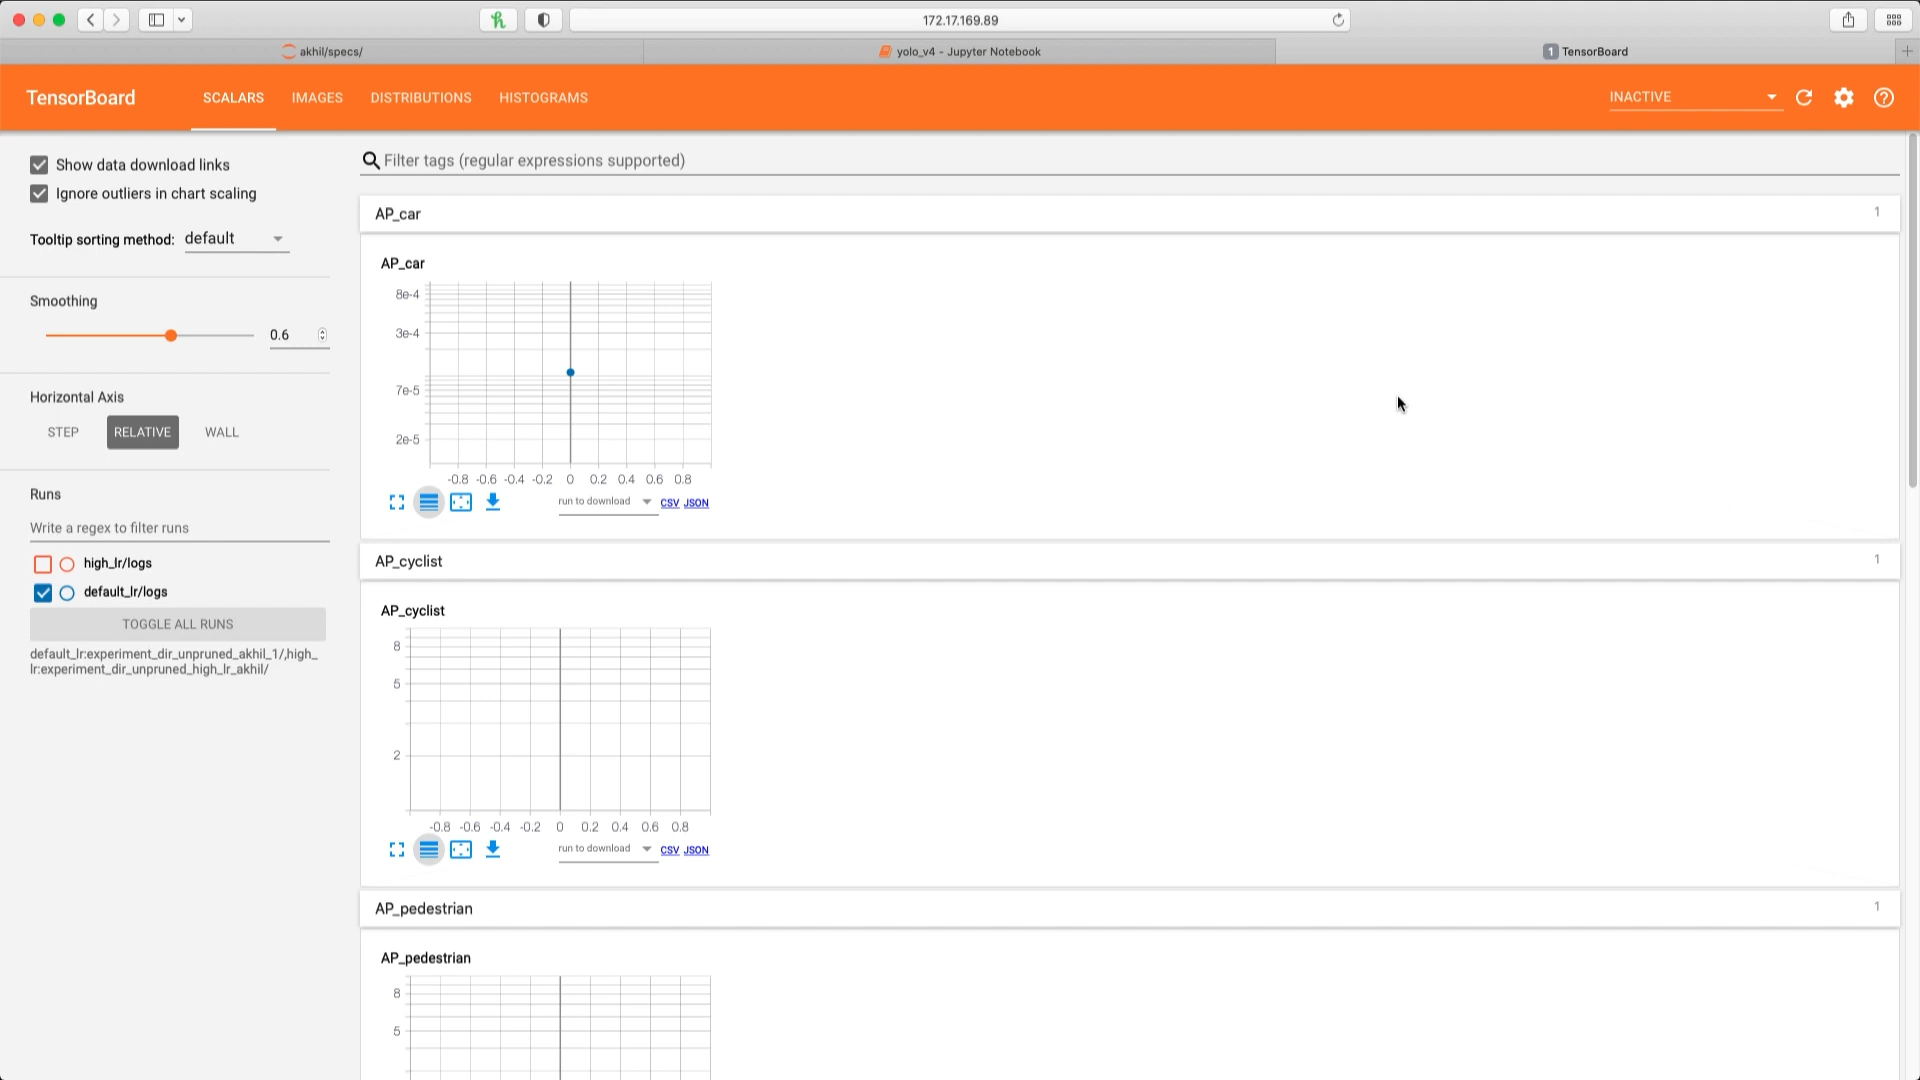 172.17.169.89
akhil/specs/
yolo_v4 - Jupyter Notebook
1 TensorBoard
TensorBoard
SCALARS
IMAGES
DISTRIBUTIONS
HISTOGRAMS
INACTIVE
Show data download links
Ignore outliers in chart scaling
Tooltip sorting method: default
Smoothing
0.6
Horizontal Axis
STEP RELATIVE WALL
Runs
Write a regex to filter runs
high_lr/logs
default_lr/logs
TOGGLE ALL RUNS
default_lr:experiment_dir_unpruned_akhil_1/,high_
lr:experiment_dir_unpruned_high_lr_akhil/
Filter tags (regular expressions supported)
AP_car 1
AP_car
8e-4
3e-4
7e-5
2e-5
-0.8 -0.6 -0.4 -0.2 0 0.2 0.4 0.6 0.8
run to download CSV JSON
AP_cyclist 1
AP_cyclist
8
5
2
-0.8 -0.6 -0.4 -0.2 0 0.2 0.4 0.6 0.8
run to download CSV JSON
AP_pedestrian 1
AP_pedestrian
8
5